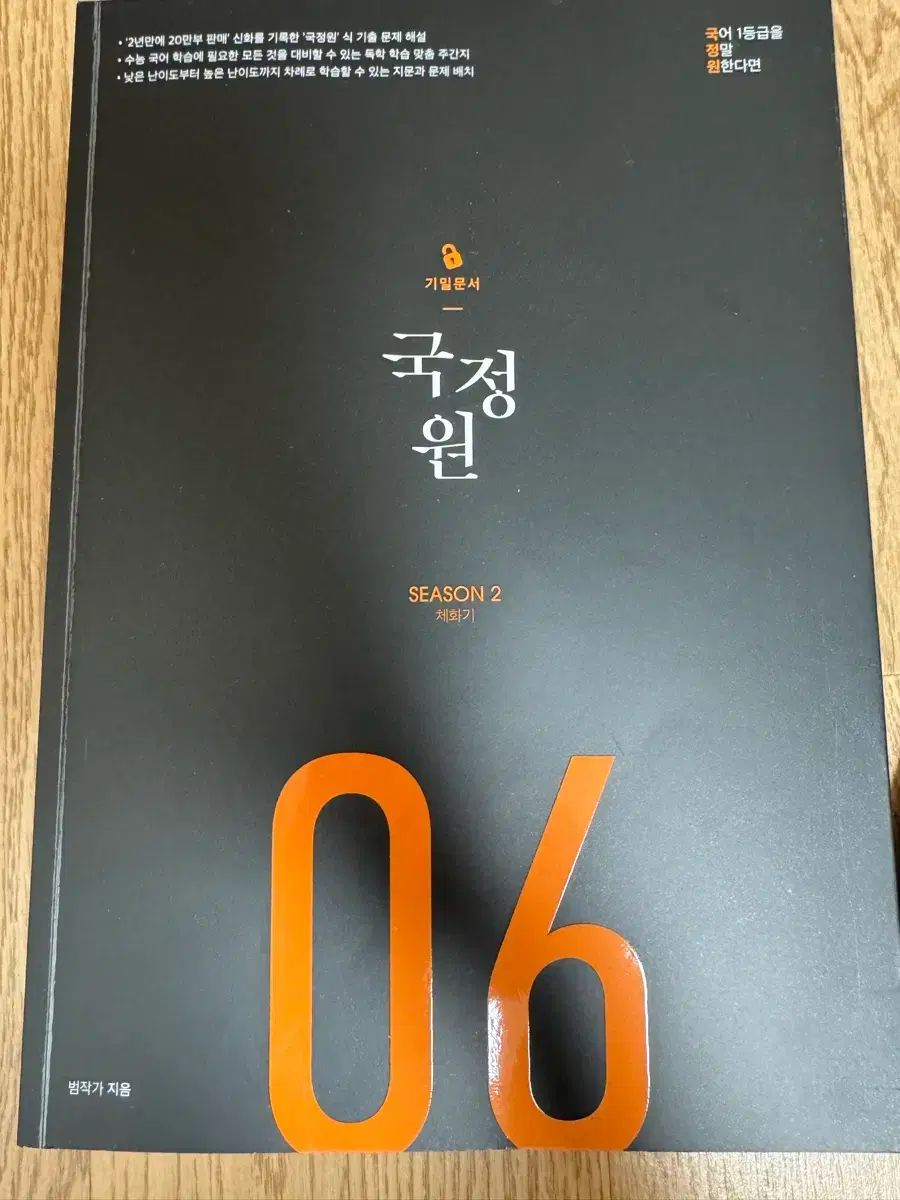 • '2년만에 20만부 판매' 신화를 기록한 '국정원' 식 기출 문제 해설
• 수능 국어 학습에 필요한 모든 것을 대비할 수 있는 독학 학습 맞춤 주간지
• 낮은 난이도부터 높은 난이도까지 차례로 학습할 수 있는 지문과 문제 배치
국어 1등급을
정말
원한다면
기밀문서
국정
원
SEASON 2
체화기
06
범작가 지음